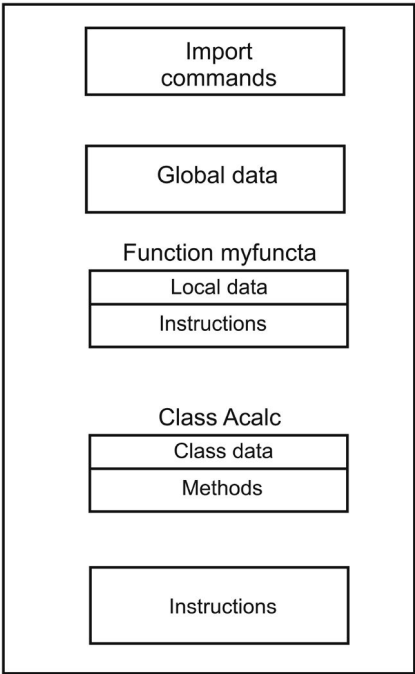 Import
commands
Global data
Function myfuncta
Local data
Instructions
Class Acalc
Class data
Methods
Instructions